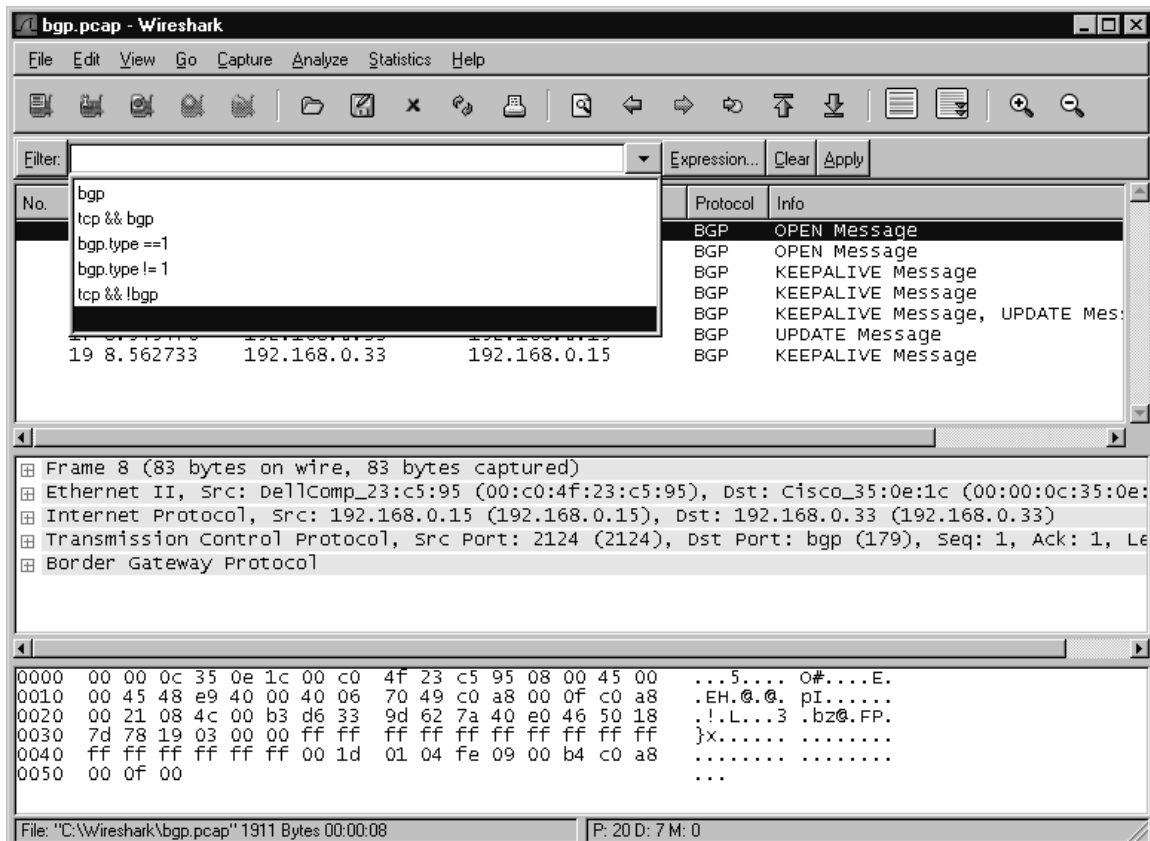 bgp.pcap - Wireshark
File Edit View Go Capture Analyze Statistics Help
Filter: Expression... Clear Apply
bgp
tcp && bgp
bgp.type ==1
bgp.type != 1
tcp && !bgp
No. Protocol Info
BGP OPEN Message
BGP OPEN Message
BGP KEEPALIVE Message
BGP KEEPALIVE Message
BGP KEEPALIVE Message, UPDATE Mes
BGP UPDATE Message
19 8.562733 192.168.0.33 192.168.0.15 BGP KEEPALIVE Message
Frame 8 (83 bytes on wire, 83 bytes captured)
Ethernet II, Src: DellComp_23:c5:95 (00:c0:4f:23:c5:95), Dst: Cisco_35:0e:1c (00:00:0c:35:0e:
Internet Protocol, Src: 192.168.0.15 (192.168.0.15), Dst: 192.168.0.33 (192.168.0.33)
Transmission Control Protocol, Src Port: 2124 (2124), Dst Port: bgp (179), Seq: 1, Ack: 1, Le
Border Gateway Protocol
0000 00 00 0c 35 0e 1c 00 c0 4f 23 c5 95 08 00 45 00 ...5.... O#....E.
0010 00 45 48 e9 40 00 40 06 70 49 c0 a8 00 0f c0 a8 .EH.@.@. pI......
0020 00 21 08 4c 00 b3 d6 33 9d 62 7a 40 e0 46 50 18 .!.L...3 .bz@.FP.
0030 7d 78 19 03 00 00 ff ff ff ff ff ff ff ff ff ff }x...... ........
0040 ff ff ff ff ff ff 00 1d 01 04 fe 09 00 b4 c0 a8 ........ ........
0050 00 0f 00 ...
File: "C:\Wireshark\bgp.pcap" 1911 Bytes 00:00:08 P: 20 D: 7 M: 0